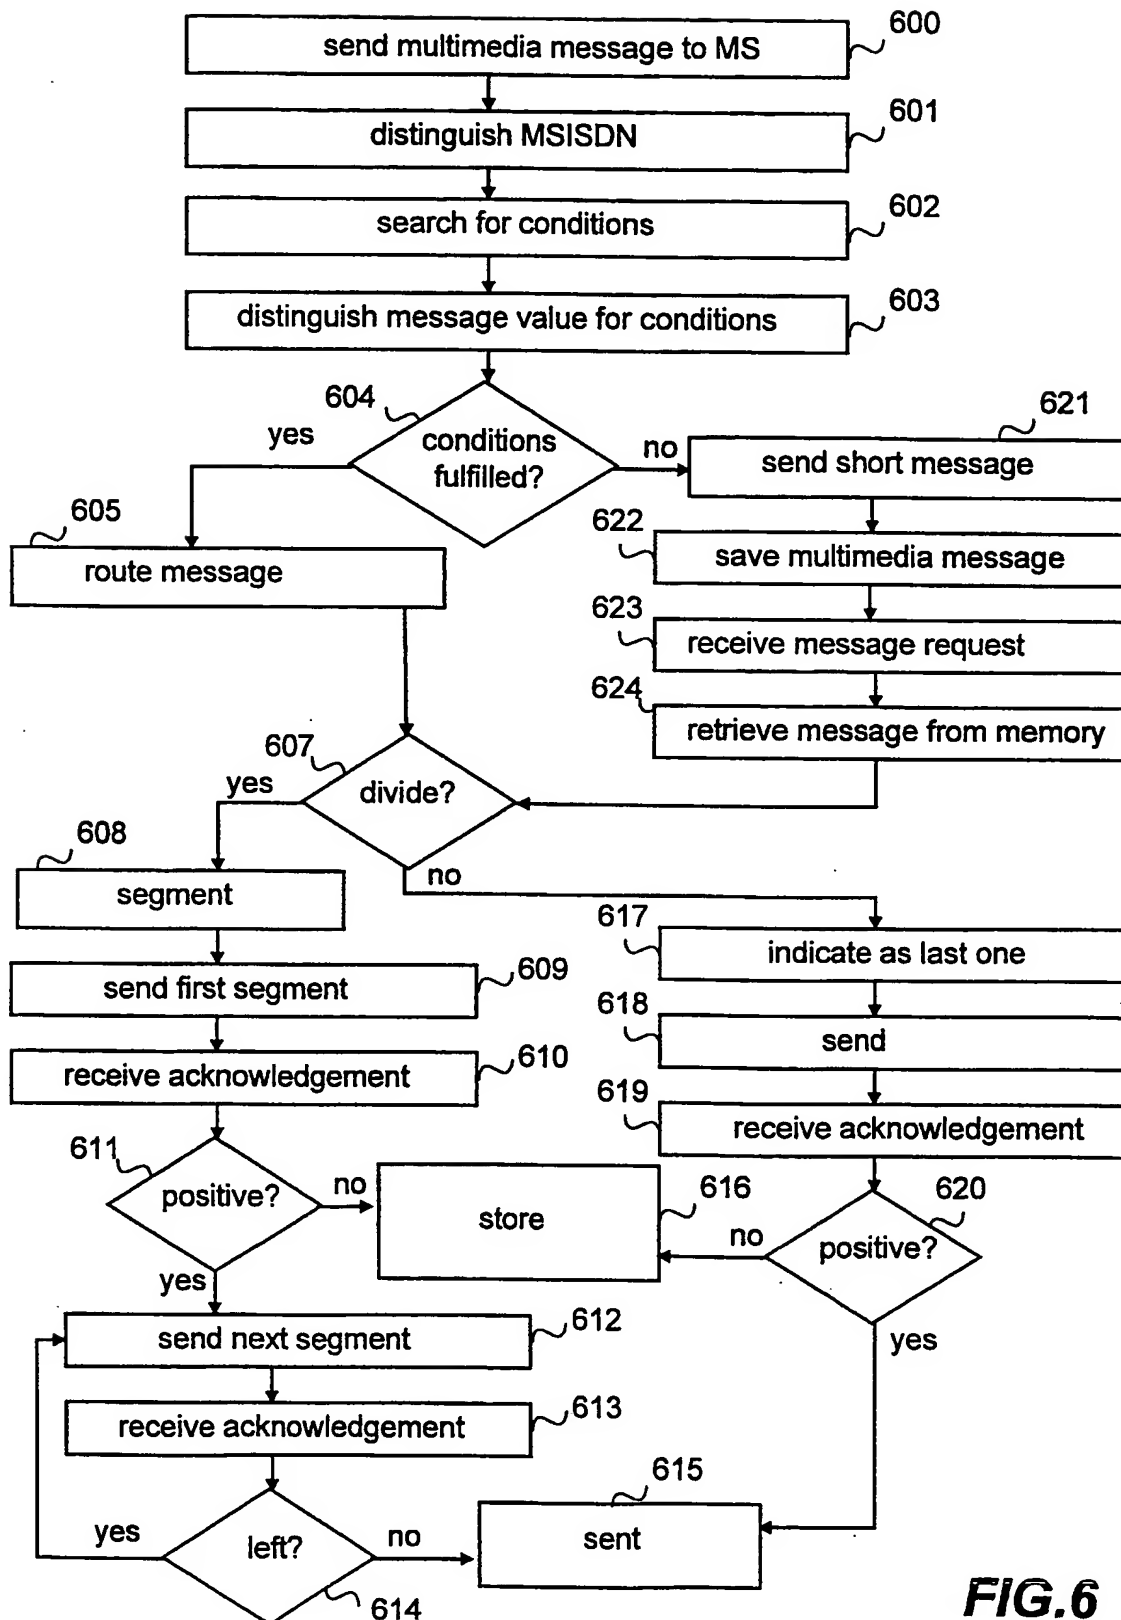 600
send multimedia message to MS
601
distinguish MSISDN
602
search for conditions
603
distinguish message value for conditions
604
conditions
fulfilled?
yes
no
621
send short message
605
route message
622
save multimedia message
623
receive message request
624
retrieve message from memory
607
divide?
yes
no
608
segment
617
indicate as last one
609
send first segment
618
send
610
receive acknowledgement
619
receive acknowledgement
611
positive?
no
yes
616
store
620
positive?
no
yes
612
send next segment
613
receive acknowledgement
615
sent
614
left?
yes
no
FIG.6